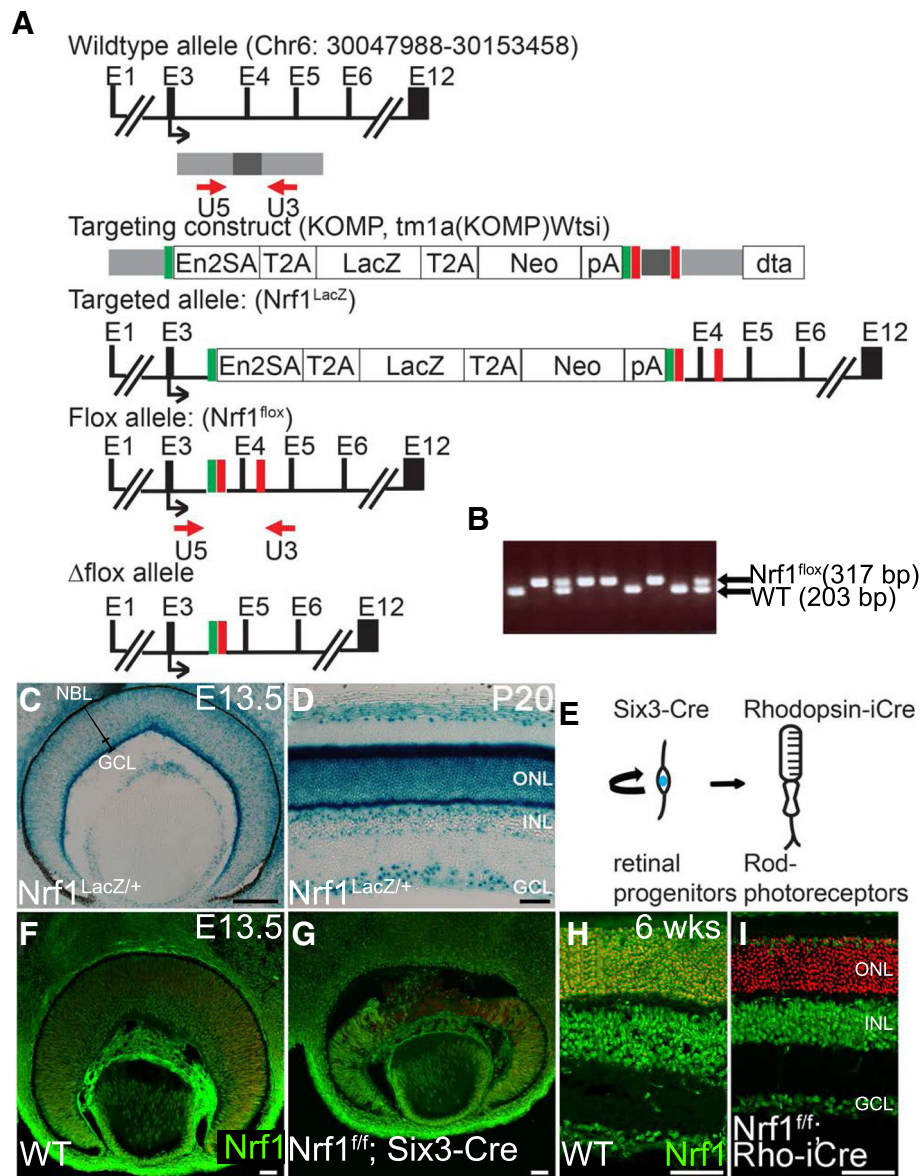 A
Wildtype allele (Chr6: 30047988-30153458)
E1 E3 E4 E5 E6 E12
U5 U3
Targeting construct (KOMP, tm1a(KOMP)Wtsi)
En2SA T2A LacZ T2A Neo pA dta
Targeted allele: (Nrf1LacZ)
E1 E3 E4 E5 E6 E12
En2SA T2A LacZ T2A Neo pA
Flox allele: (Nrf1flox)
E1 E3 E4 E5 E6 E12
U5 U3
Δflox allele
E1 E3 E5 E6 E12
B
Nrf1flox(317 bp)
WT (203 bp)
C E13.5
NBL
GCL
Nrf1LacZ/+
D P20
ONL
INL
GCL
Nrf1LacZ/+
E
Six3-Cre Rhodopsin-iCre
retinal progenitors
Rod-photoreceptors
F E13.5
WT Nrf1
G
Nrf1f/f; Six3-Cre
H 6 wks
WT Nrf1
I
ONL
INL
GCL
Nrf1f/f;
Rho-iCre